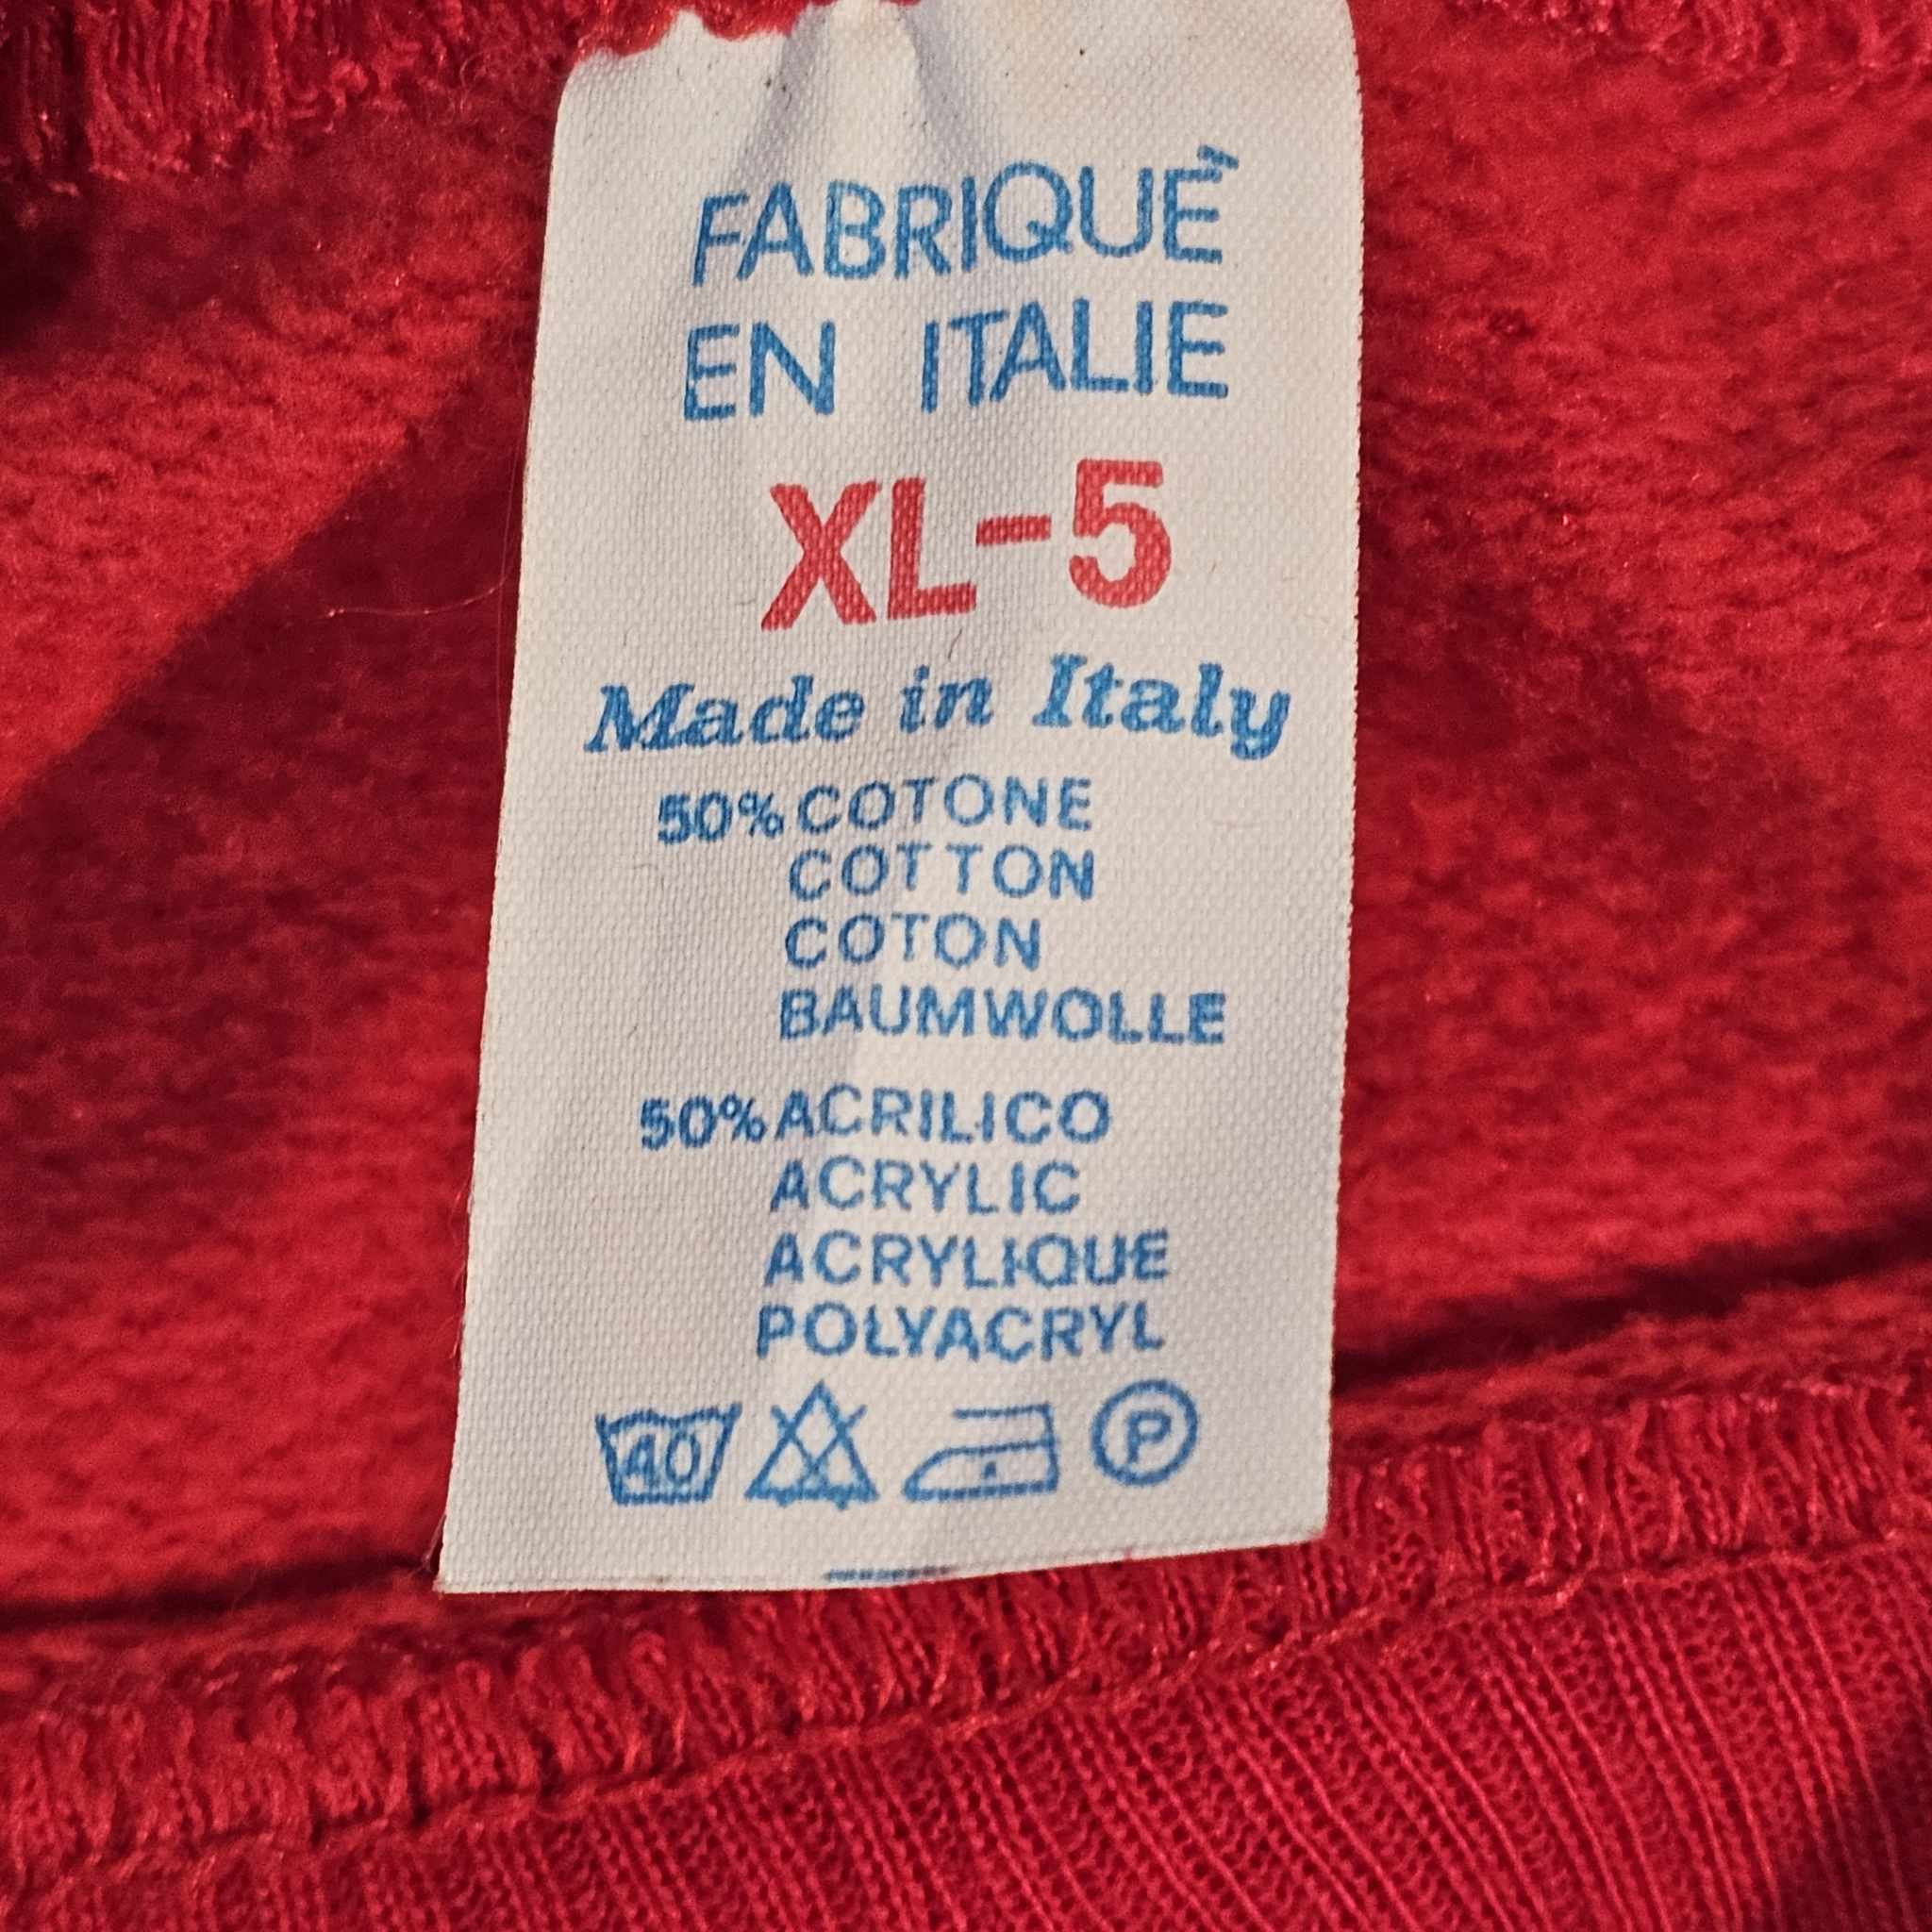 FABRIQUÈ
EN ITALIE
XL-5
Made in Italy
50% COTONE
COTTON
COTON
BAUMWOLLE
50% ACRILICO
ACRYLIC
ACRYLIQUE
POLYACRYL
40 P